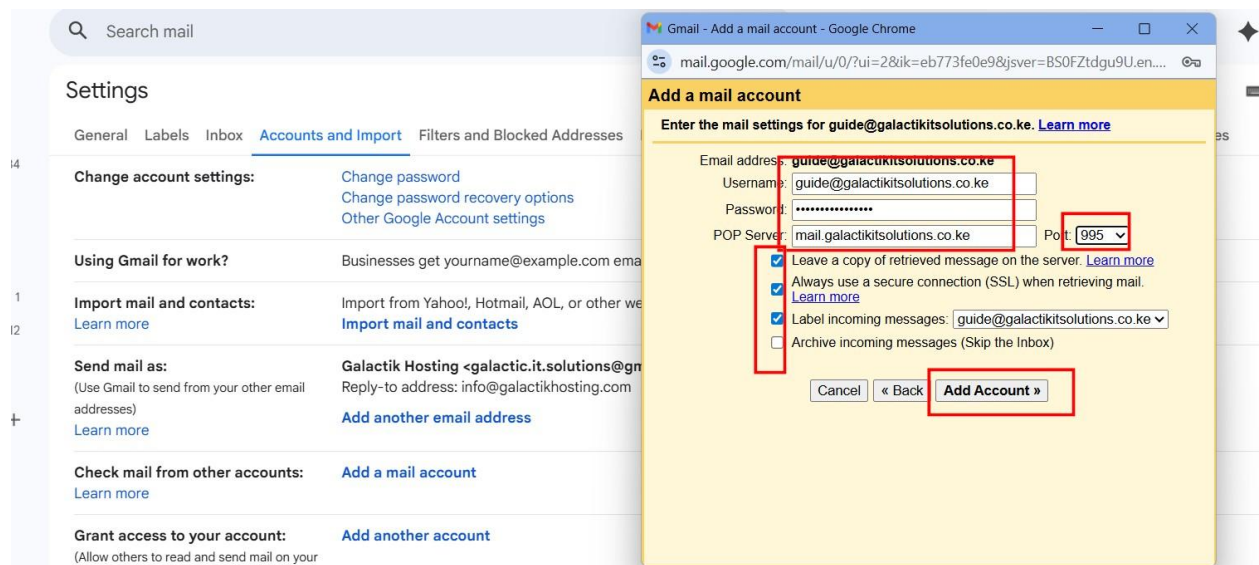 Search mail
Settings
General Labels Inbox Accounts and Import Filters and Blocked Addresses
es
34
Change account settings:
Change password
Change password recovery options
Other Google Account settings
Using Gmail for work?
Businesses get yourname@example.com ema
1
Import mail and contacts:
Import from Yahoo!, Hotmail, AOL, or other we
12
Learn more
Import mail and contacts
Send mail as:
Galactik Hosting <galactic.it.solutions@gm
(Use Gmail to send from your other email
Reply-to address: info@galactikhosting.com
addresses)
Add another email address
Learn more
Check mail from other accounts:
Add a mail account
Learn more
Grant access to your account:
Add another account
(Allow others to read and send mail on your
Gmail - Add a mail account - Google Chrome
mail.google.com/mail/u/0/?ui=2&ik=eb773fe0e9&jsver=BS0FZtdgu9U.en....
Add a mail account
Enter the mail settings for guide@galactikitsolutions.co.ke. Learn more
Email address: guide@galactikitsolutions.co.ke
Username: guide@galactikitsolutions.co.ke
Password: ••••••••••••••••
POP Server: mail.galactikitsolutions.co.ke Port: 995
Leave a copy of retrieved message on the server. Learn more
Always use a secure connection (SSL) when retrieving mail.
Learn more
Label incoming messages: guide@galactikitsolutions.co.ke
Archive incoming messages (Skip the Inbox)
Cancel « Back Add Account »